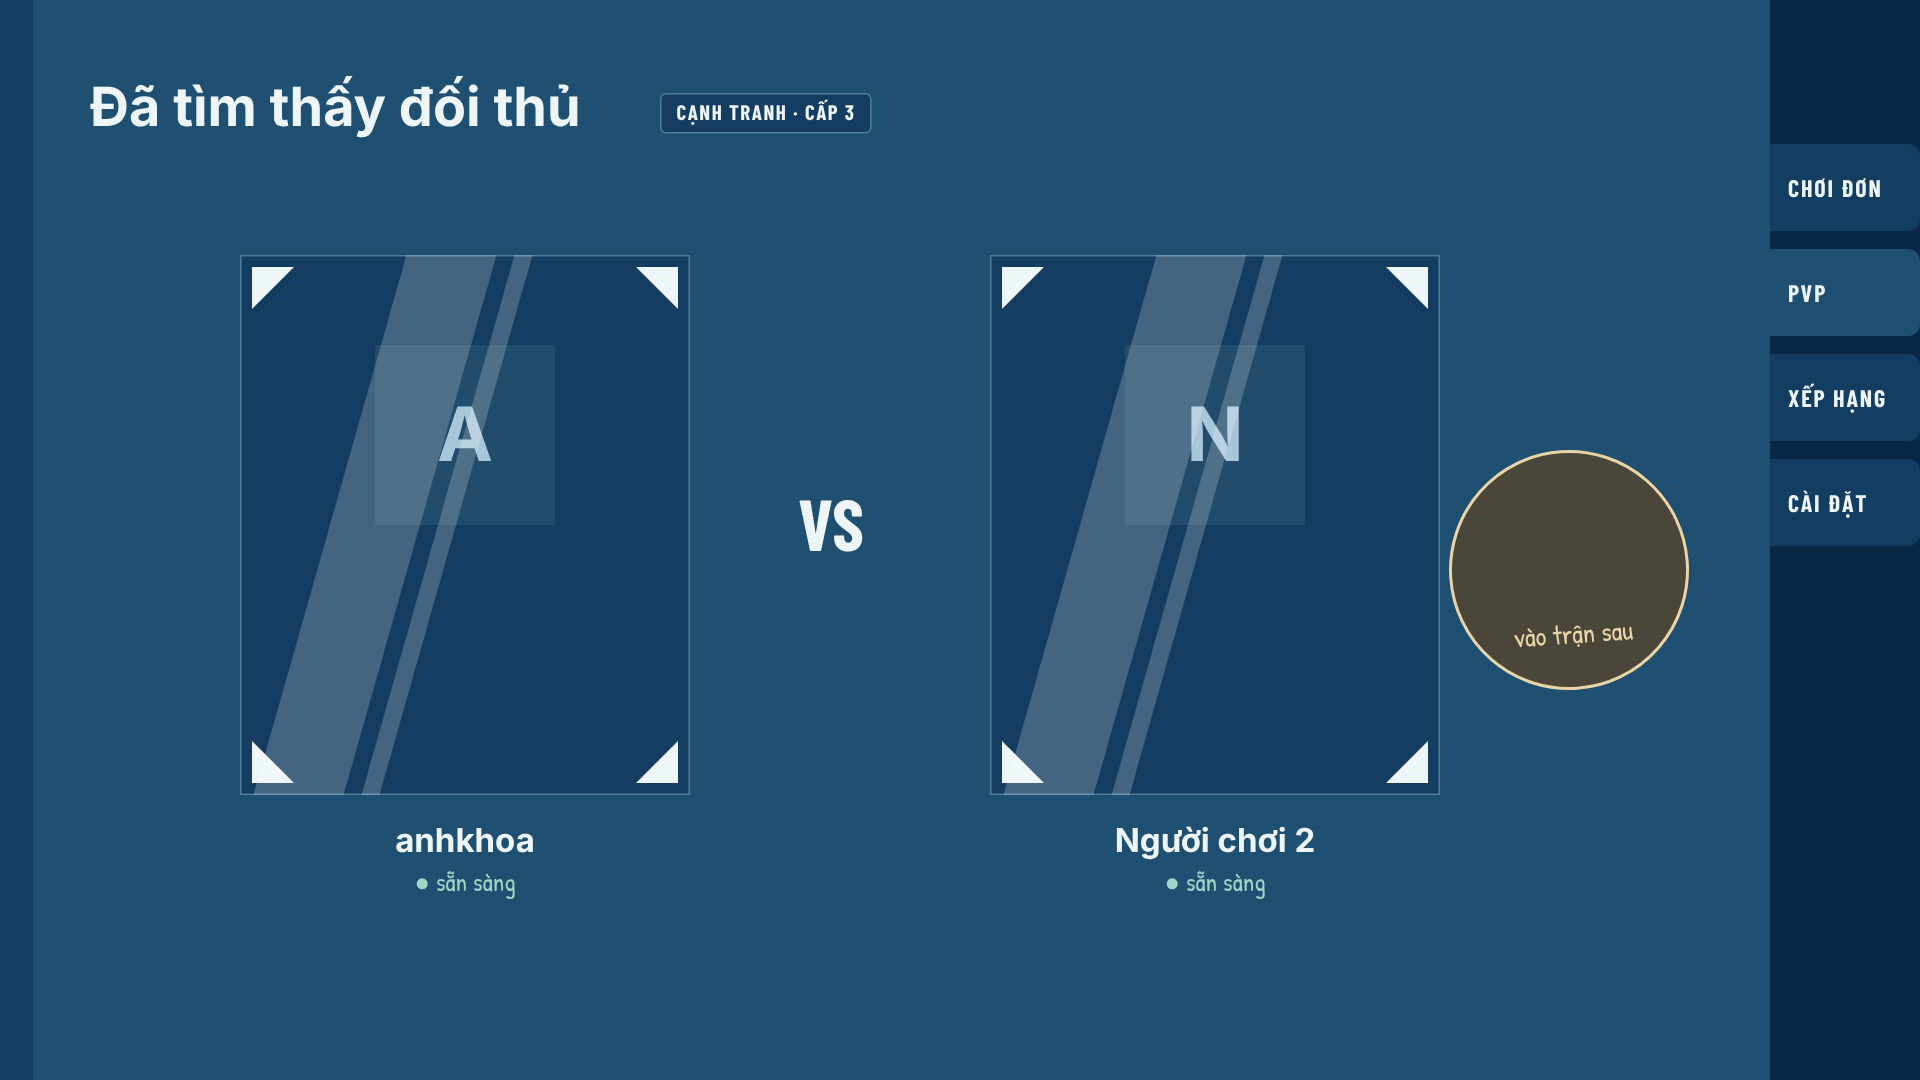 Đã tìm thấy đối thủ
CẠNH TRANH · CẤP 3
CHƠI ĐƠN
PVP
XẾP HẠNG
CÀI ĐẶT
A
VS
N
vào trận sau
anhkhoa
sẵn sàng
Người chơi 2
sẵn sàng